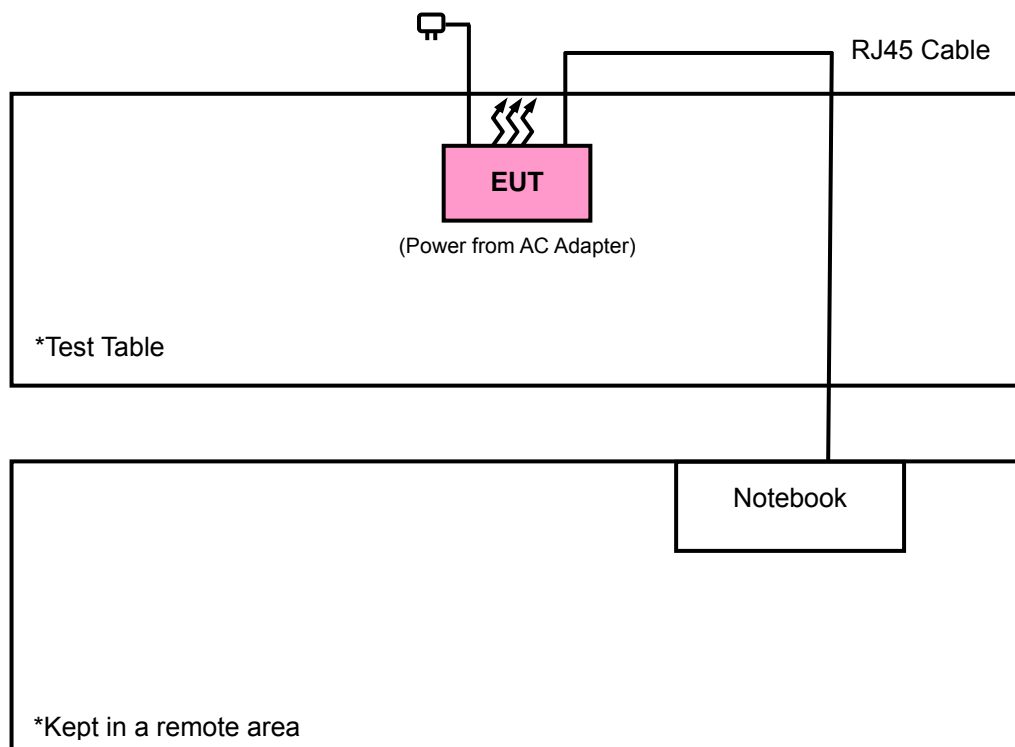 RJ45 Cable
EUT
(Power from AC Adapter)
*Test Table
Notebook
*Kept in a remote area